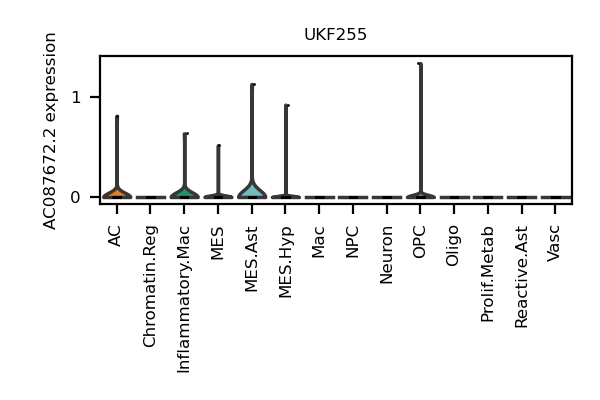 UKF255
AC087672.2 expression
1
0
AC
Chromatin.Reg
Inflammatory.Mac
MES
MES.Ast
MES.Hyp
Mac
NPC
Neuron
OPC
Oligo
Prolif.Metab
Reactive.Ast
Vasc